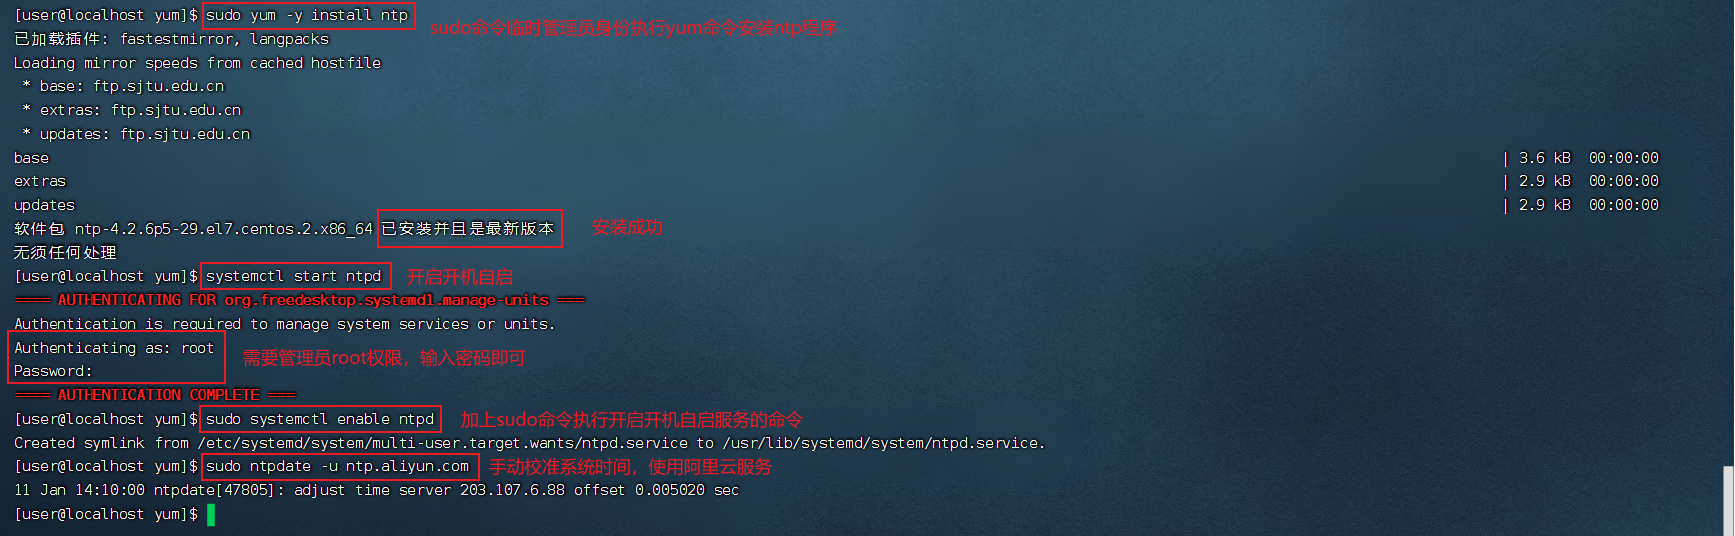 [user@localhost yum]$ sudo yum -y install ntp sudo命令临时管理员身份执行yum命令安装ntp程序
已加载插件: fastestmirror, langpacks
Loading mirror speeds from cached hostfile
* base: ftp.sjtu.edu.cn
* extras: ftp.sjtu.edu.cn
* updates: ftp.sjtu.edu.cn
base | 3.6 kB 00:00:00
extras | 2.9 kB 00:00:00
updates | 2.9 kB 00:00:00
软件包 ntp-4.2.6p5-29.el7.centos.2.x86_64 已安装并且是最新版本 安装成功
无须任何处理
[user@localhost yum]$ systemctl start ntpd 开启开机自启
==== AUTHENTICATING FOR org.freedesktop.systemd1.manage-units ===
Authentication is required to manage system services or units.
Authenticating as: root
需要管理员root权限，输入密码即可
Password:
==== AUTHENTICATION COMPLETE ===
[user@localhost yum]$ sudo systemctl enable ntpd 加上sudo命令执行开启开机自启服务的命令
Created symlink from /etc/systemd/system/multi-user.target.wants/ntpd.service to /usr/lib/systemd/system/ntpd.service.
[user@localhost yum]$ sudo ntpdate -u ntp.aliyun.com 手动校准系统时间，使用阿里云服务
11 Jan 14:10:00 ntpdate[47805]: adjust time server 203.107.6.88 offset 0.005020 sec
[user@localhost yum]$